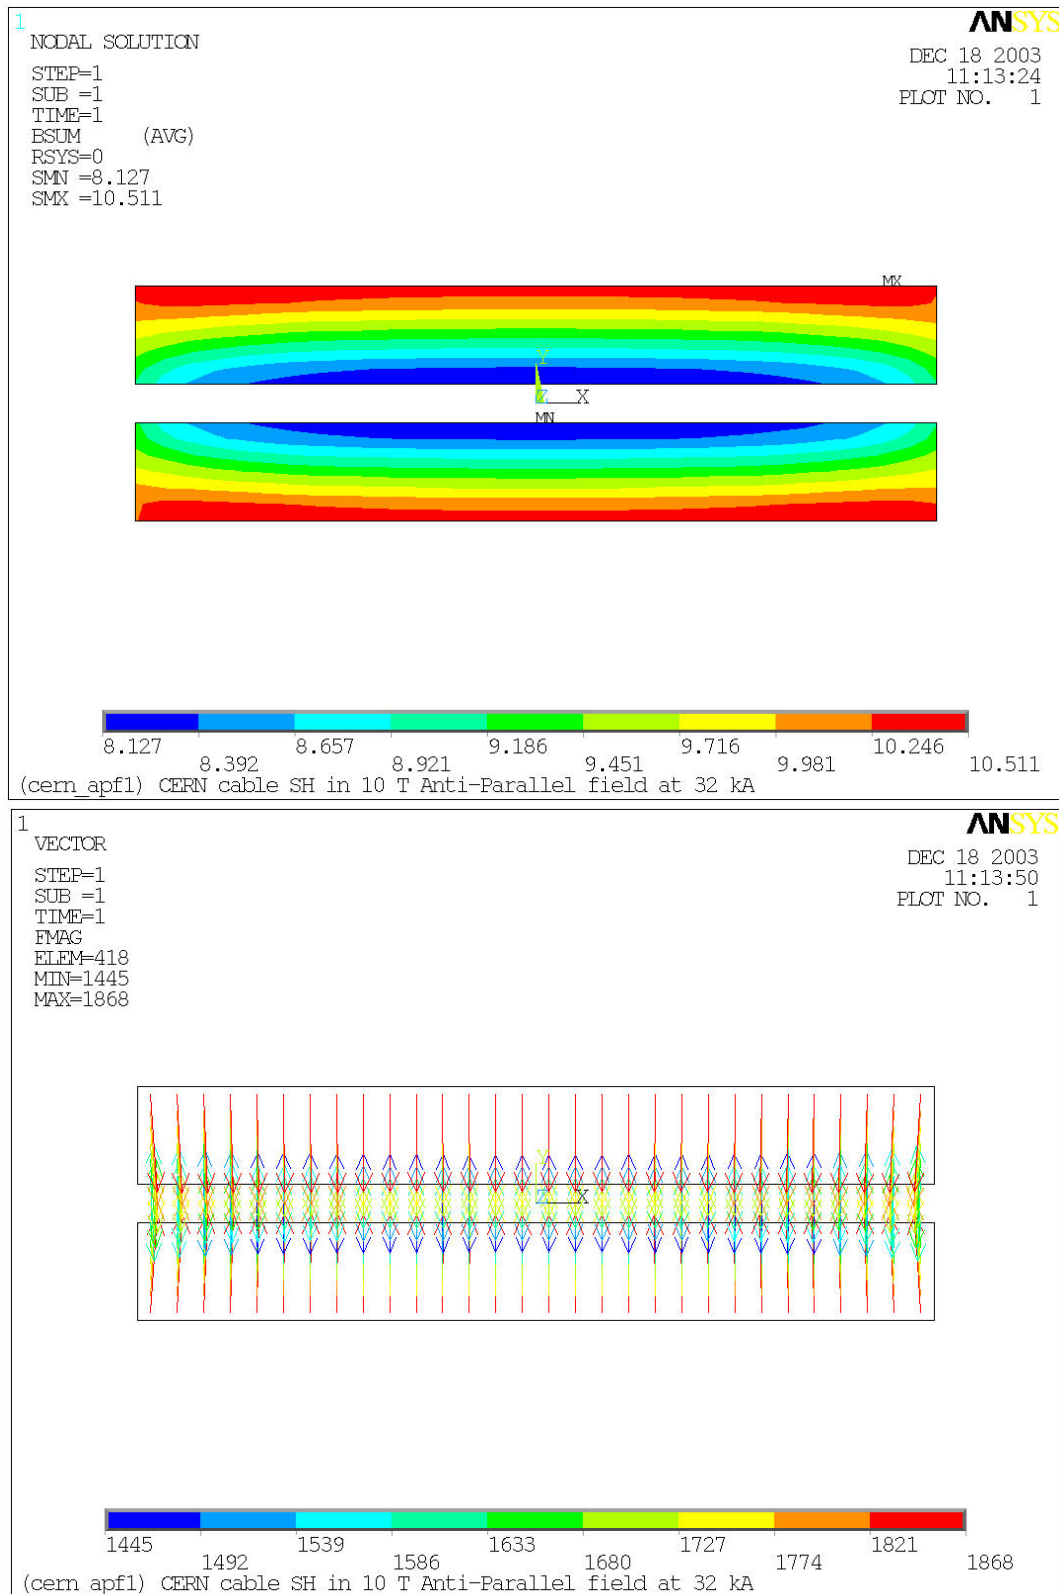 1
ANSYS
NODAL SOLUTION
DEC 18 2003
11:13:24
PLOT NO. 1
STEP=1
SUB =1
TIME=1
BSUM (AVG)
RSYS=0
SMN =8.127
SMX =10.511
MX
Y
Z X
MN
8.127 8.657 9.186 9.716 10.246
8.392 8.921 9.451 9.981 10.511
(cern_apf1) CERN cable SH in 10 T Anti-Parallel field at 32 kA
1
ANSYS
VECTOR
DEC 18 2003
11:13:50
PLOT NO. 1
STEP=1
SUB =1
TIME=1
FMAG
ELEM=418
MIN=1445
MAX=1868
Y
Z X
1445 1539 1633 1727 1821
1492 1586 1680 1774 1868
(cern_apf1) CERN cable SH in 10 T Anti-Parallel field at 32 kA